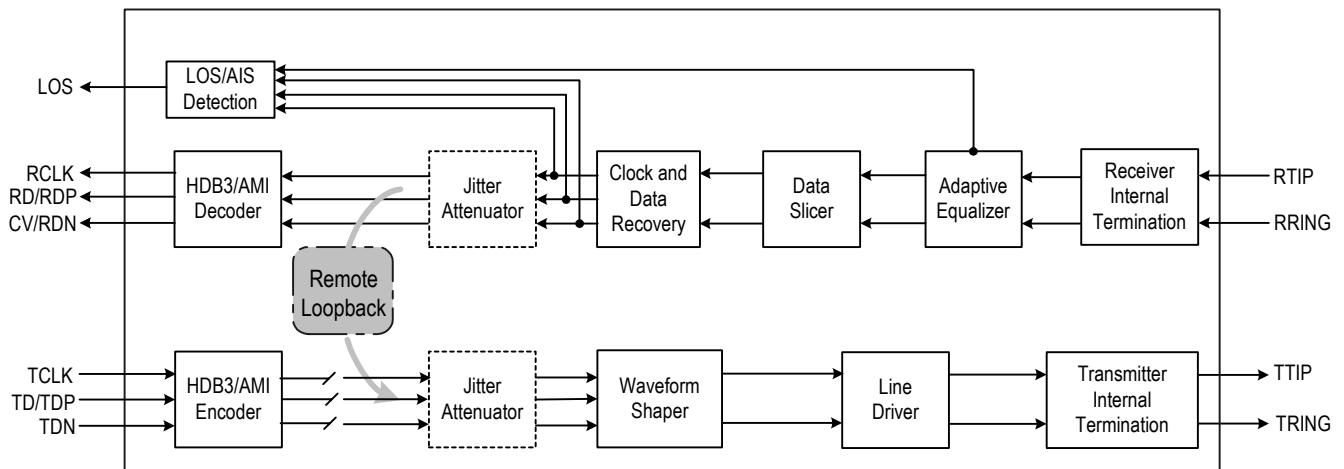 LOS
LOS/AIS
Detection
RCLK
RD/RDP
CV/RDN
HDB3/AMI
Decoder
Jitter
Attenuator
Clock and
Data
Recovery
Data
Slicer
Adaptive
Equalizer
Receiver
Internal
Termination
RTIP
RRING
Remote
Loopback
TCLK
TD/TDP
TDN
HDB3/AMI
Encoder
Jitter
Attenuator
Waveform
Shaper
Line
Driver
Transmitter
Internal
Termination
TTIP
TRING